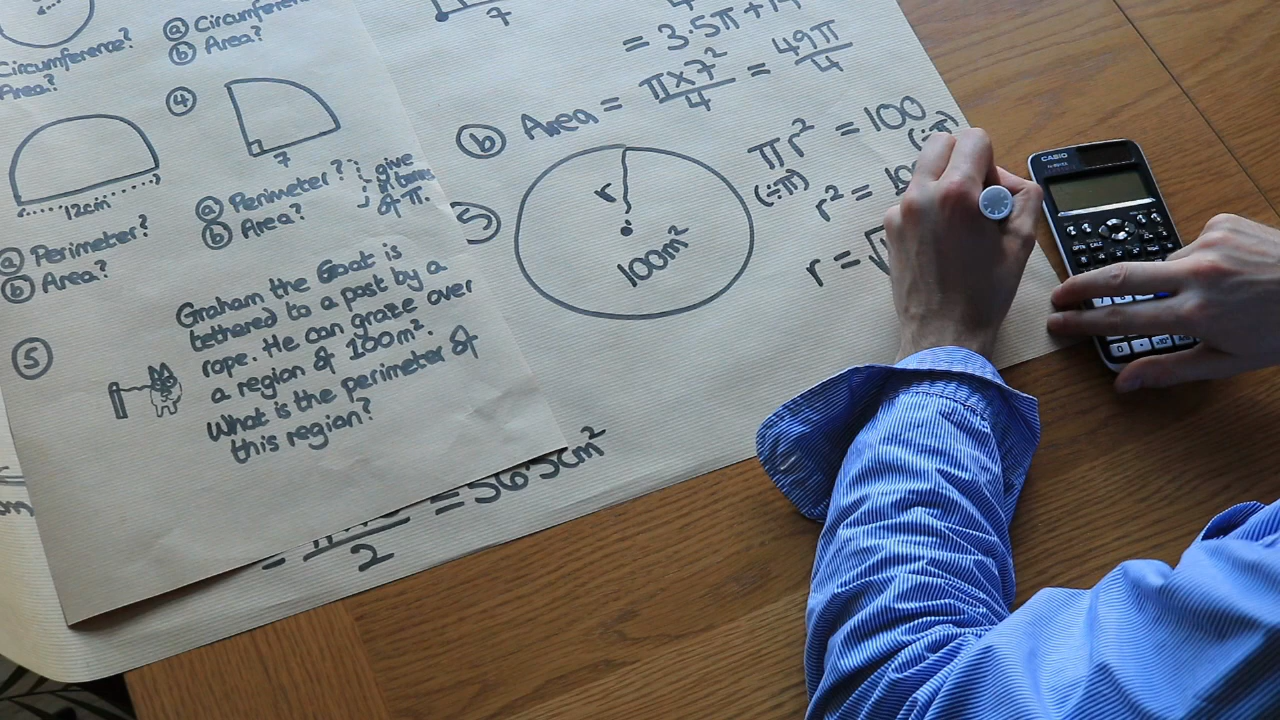 Circumference?
Area?
ⓐ Circumference
ⓑ Area?
12cm
ⓐ Perimeter?
ⓑ Area?
④
7
ⓐ Perimeter?
ⓑ Area?
give
in terms
of π.
⑤
Graham the Goat is
tethered to a post by a
rope. He can graze over
a region of 100m².
What is the perimeter of
this region?
7
= 3.5π + 14
ⓑ Area = π×7²/4 = 49π/4
⑤
r
100m²
πr² = 100
(÷π) (÷π)
r² =
r = √
= 56.5cm²
2
CASIO